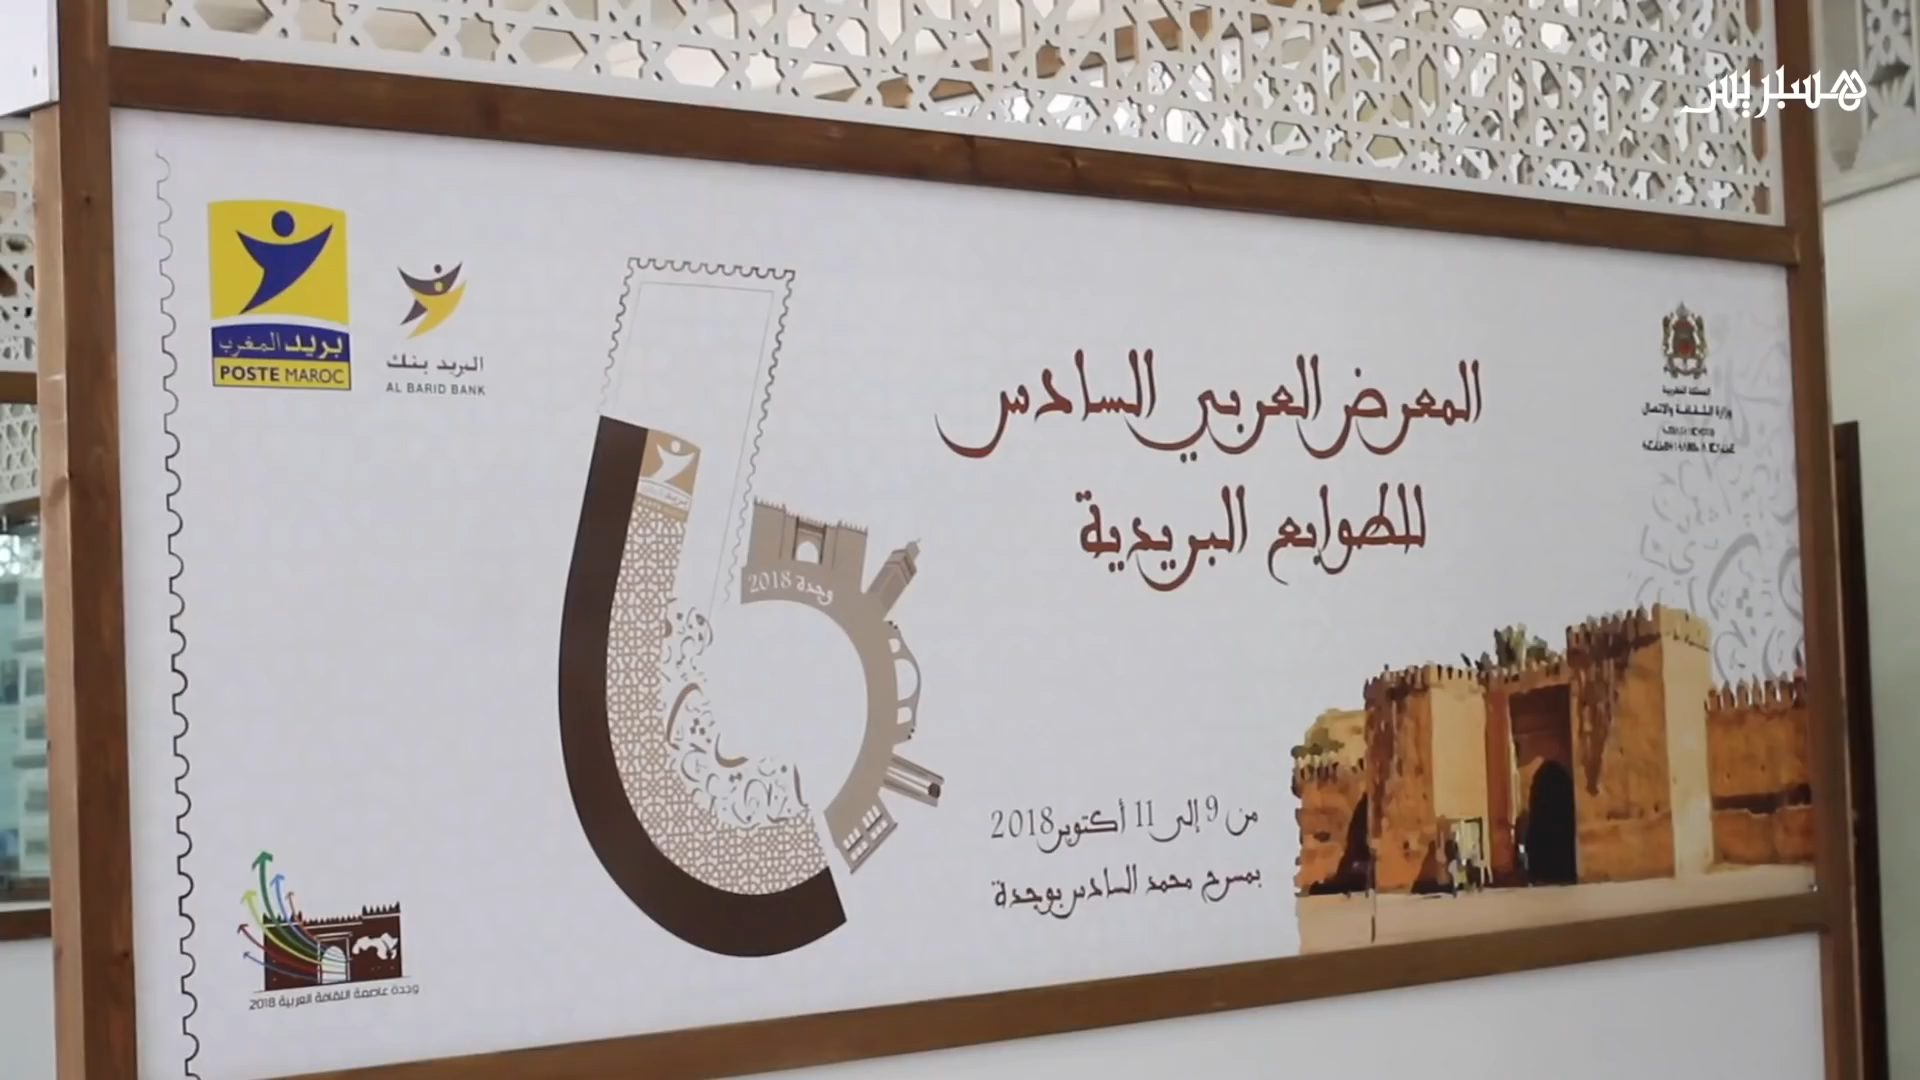 هسبريس
بريد المغرب
POSTE MAROC
البريد بنك
AL BARID BANK
المعرض العربي السادس
للطوابع البريدية
المملكة المغربية
وزارة الثقافة والاتصال
وجدة 2018
من 9 إلى 11 أكتوبر 2018
بمسرح محمد السادس بوجدة
وجدة عاصمة الثقافة العربية 2018